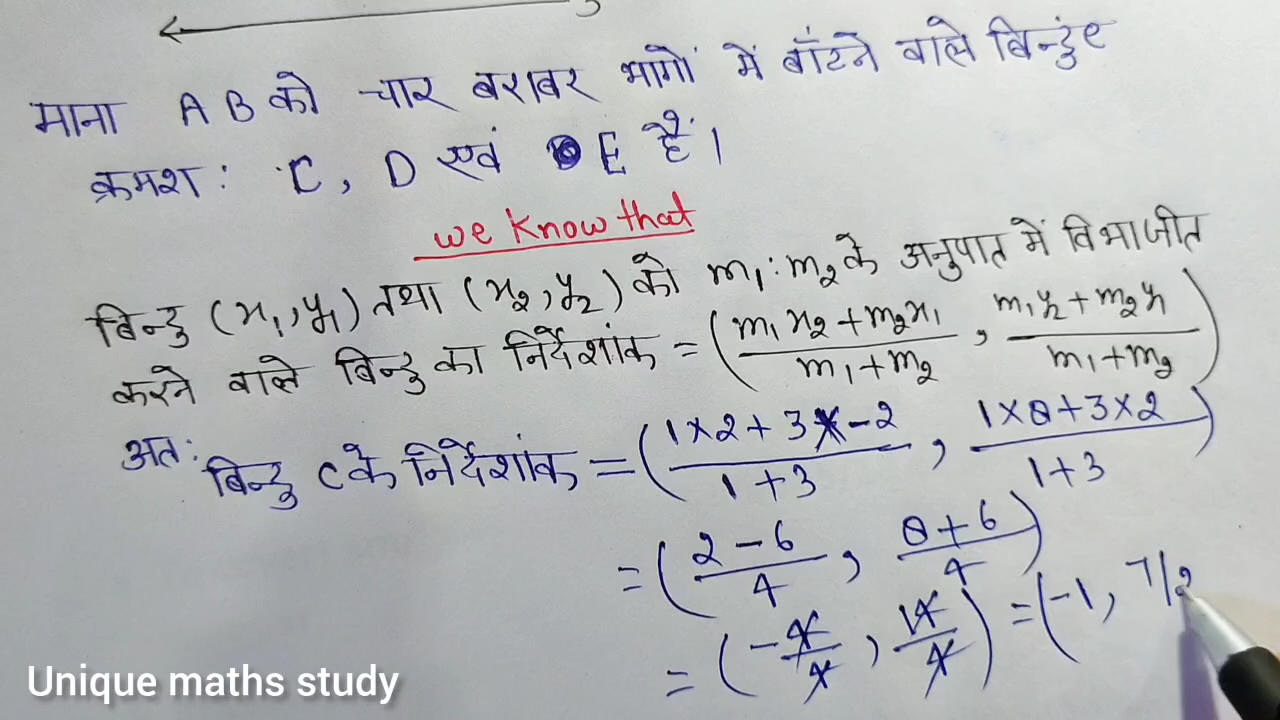 माना AB को चार बराबर भागों में बाँटने वाले बिन्दुंए
क्रमश: C, D एवं E हैं।
we know that
बिन्दु (x₁, y₁) तथा (x₂, y₂) को m₁:m₂ के अनुपात में विभाजीत
करने वाले बिन्दु का निर्देशांक = ((m₁x₂+m₂x₁)/(m₁+m₂), (m₁y₂+m₂y₁)/(m₁+m₂))
अत: बिन्दु C के निर्देशांक = ((1×2+3×-2)/(1+3), (1×8+3×2)/(1+3))
= ((2-6)/4, (8+6)/4)
= (-4/4, 14/4) = (-1, 7/2
Unique maths study